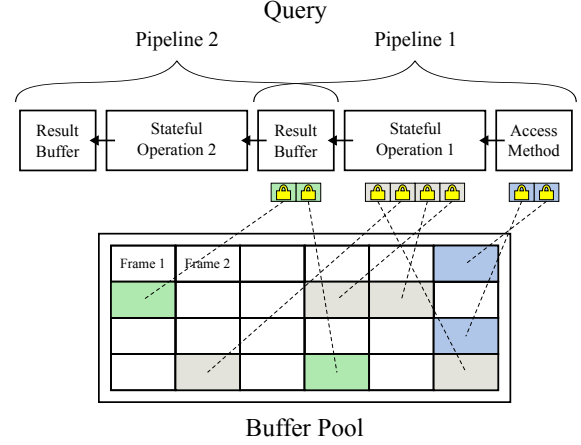 Query
Pipeline 2
Pipeline 1
Result
Buffer
Stateful
Operation 2
Result
Buffer
Stateful
Operation 1
Access
Method
Frame 1
Frame 2
Buffer Pool